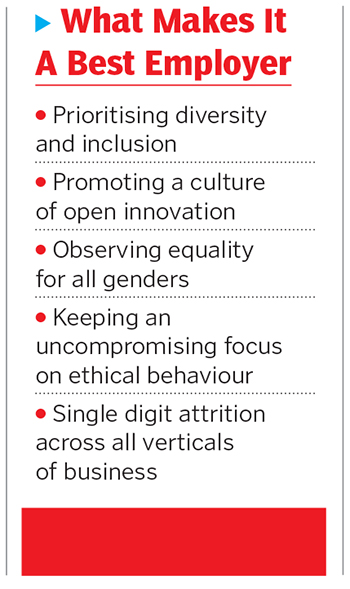 What Makes It
A Best Employer
• Prioritising diversity
and inclusion
• Promoting a culture
of open innovation
• Observing equality
for all genders
• Keeping an
uncompromising focus
on ethical behaviour
• Single digit attrition
across all verticals
of business